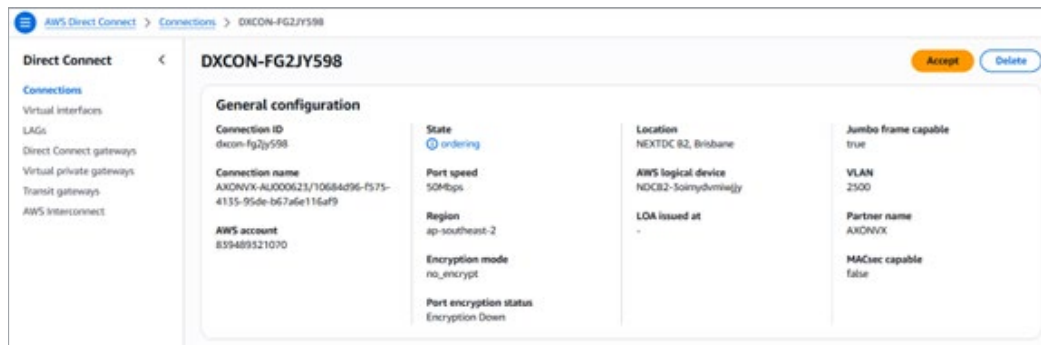 AWS Direct Connect > Connections > DXCON-FG2JY598
Direct Connect
Connections
Virtual interfaces
LAGs
Direct Connect gateways
Virtual private gateways
Transit gateways
AWS Interconnect
DXCON-FG2JY598
Accept
Delete
General configuration
Connection ID
dxcon-fg2jy598
Connection name
AXONVX-AU000623/10684d96-f575-
4135-95de-b67a6e116af9
AWS account
839489321070
State
ordering
Port speed
50Mbps
Region
ap-southeast-2
Encryption mode
no_encrypt
Port encryption status
Encryption Down
Location
NEXTDC B2, Brisbane
AWS logical device
LOA issued at
-
Jumbo frame capable
true
VLAN
2500
Partner name
AXONVX
MACsec capable
false